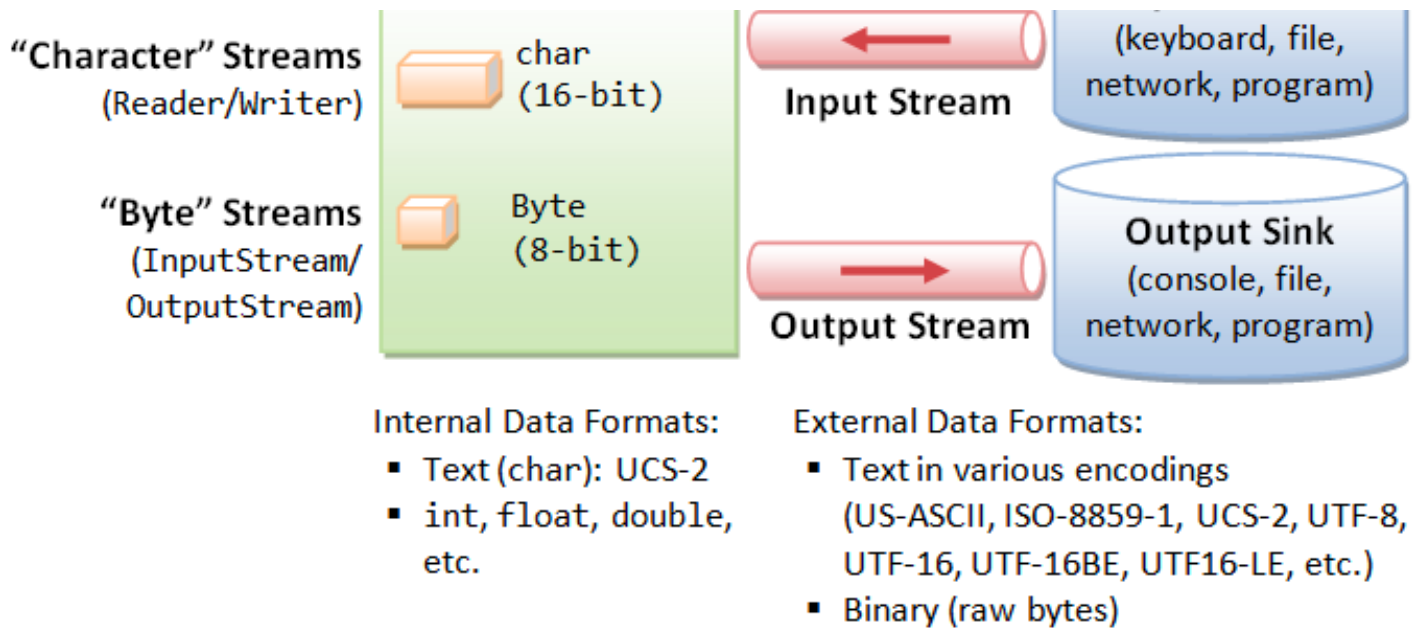 “Character” Streams
(Reader/Writer)
char
(16-bit)
Input Stream
(keyboard, file,
network, program)
“Byte” Streams
(InputStream/
OutputStream)
Byte
(8-bit)
Output Stream
Output Sink
(console, file,
network, program)
Internal Data Formats:
▪ Text (char): UCS-2
▪ int, float, double,
etc.
External Data Formats:
▪ Text in various encodings
(US-ASCII, ISO-8859-1, UCS-2, UTF-8,
UTF-16, UTF-16BE, UTF16-LE, etc.)
▪ Binary (raw bytes)